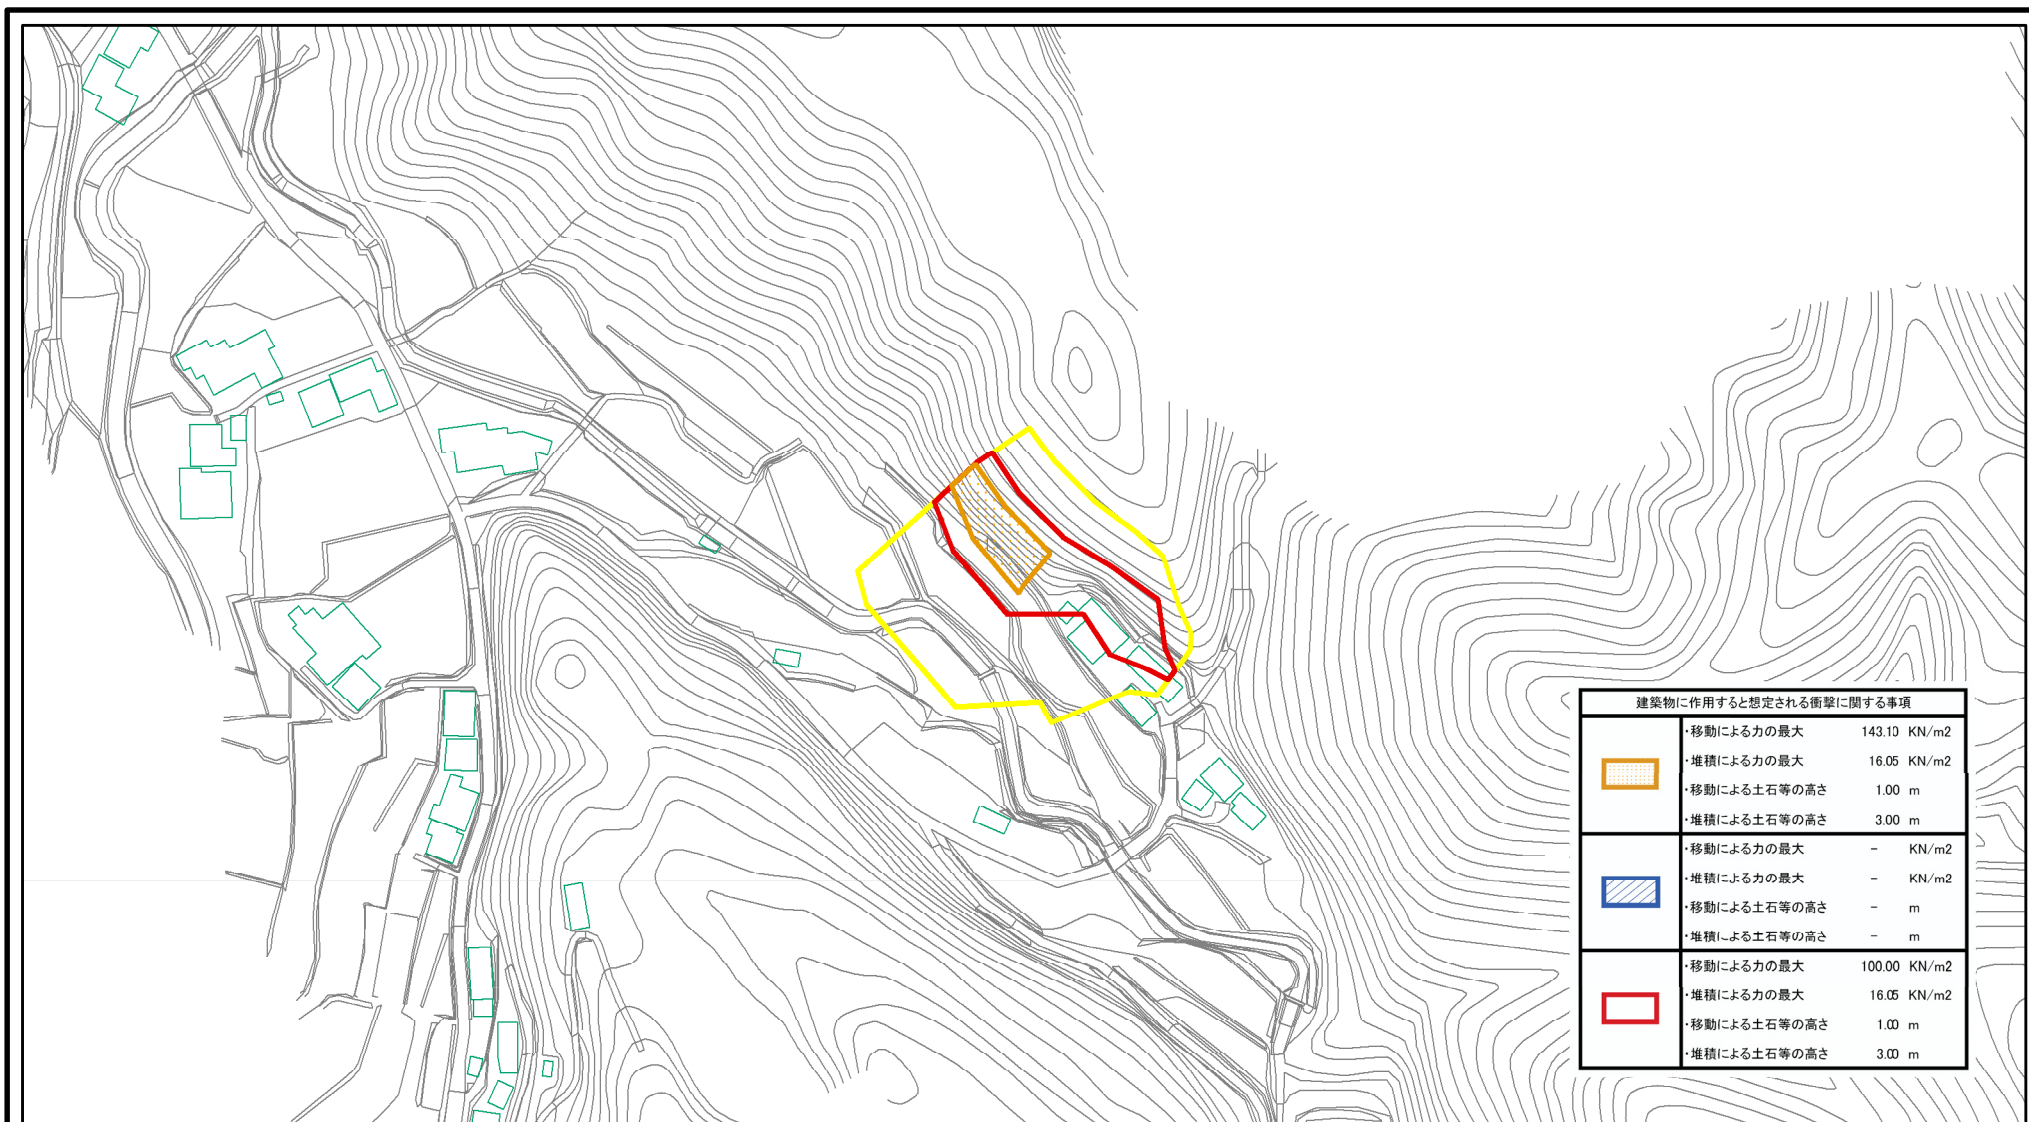 建築物に作用すると想定される衝撃に関する事項
・移動による力の最大 143.10 KN/m2
・堆積による力の最大 16.05 KN/m2
・移動による土石等の高さ 1.00 m
・堆積による土石等の高さ 3.00 m
・移動による力の最大 － KN/m2
・堆積による力の最大 － KN/m2
・移動による土石等の高さ － m
・堆積による土石等の高さ － m
・移動による力の最大 100.00 KN/m2
・堆積による力の最大 16.05 KN/m2
・移動による土石等の高さ 1.00 m
・堆積による土石等の高さ 3.00 m